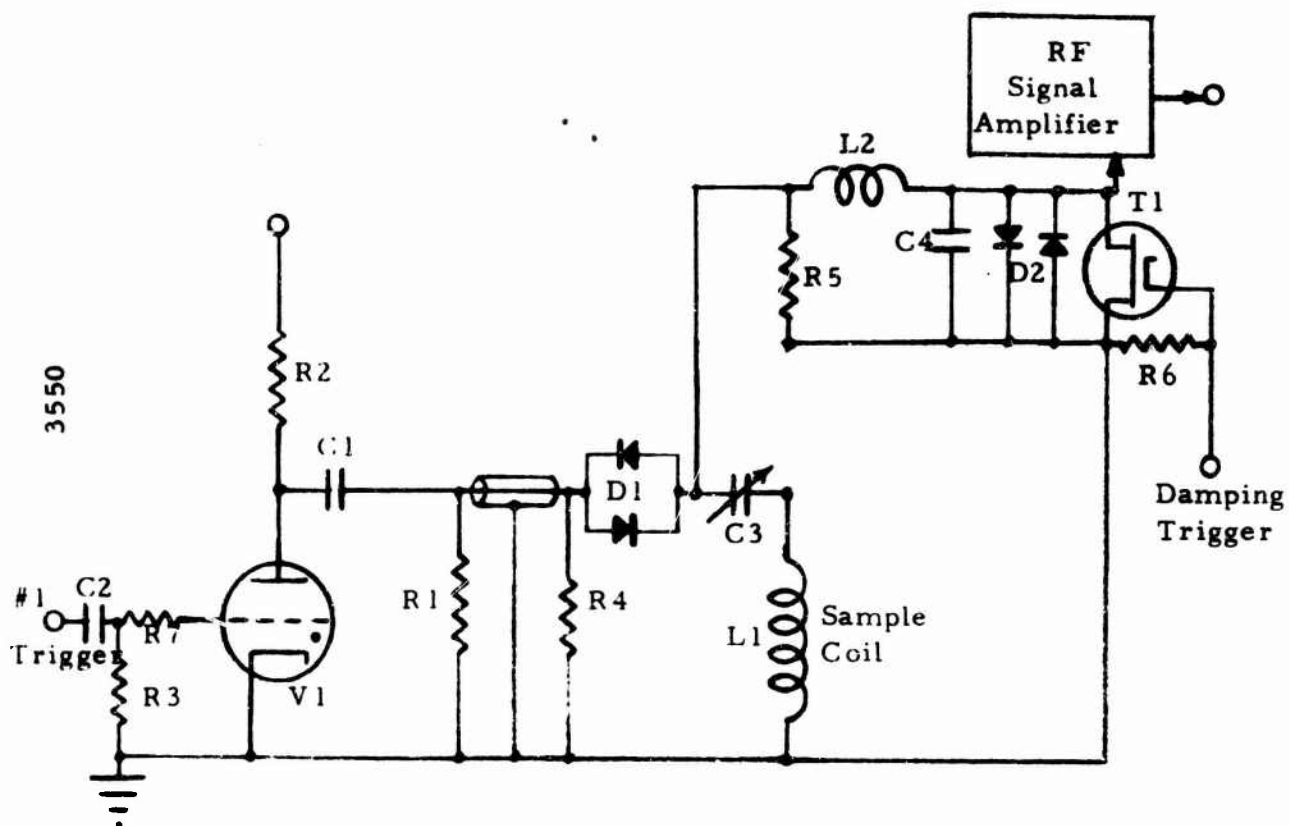 RF
Signal
Amplifier
L2
T1
C4
D2
R5
R6
R2
3550
C1
D1
C3
Damping
Trigger
#1
C2
R7
Trigger
R3
V1
R1
R4
L1
Sample
Coil